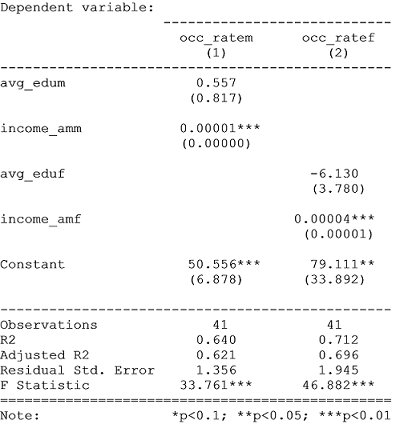 Dependent variable:
occ_ratem occ_ratef
(1) (2)
avg_edum 0.557
(0.817)
income_amm 0.00001***
(0.00000)
avg_eduf -6.130
(3.780)
income_amf 0.00004***
(0.00001)
Constant 50.556*** 79.111**
(6.878) (33.892)
Observations 41 41
R2 0.640 0.712
Adjusted R2 0.621 0.696
Residual Std. Error 1.356 1.945
F Statistic 33.761*** 46.882***
Note: *p<0.1; **p<0.05; ***p<0.01